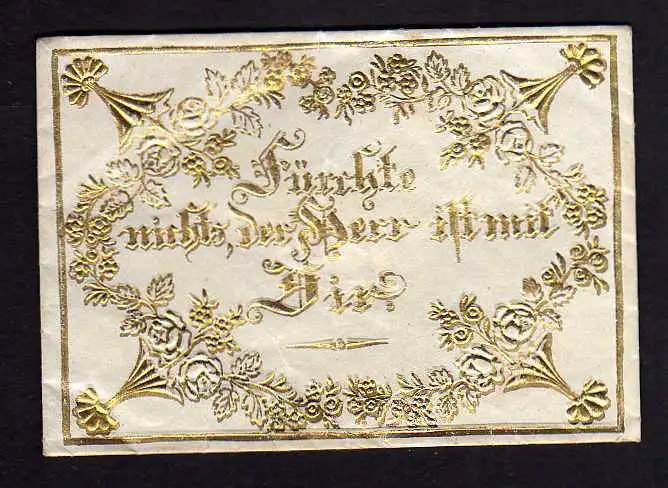 Fürchte
nichts, der Herr ist mit
Dir.